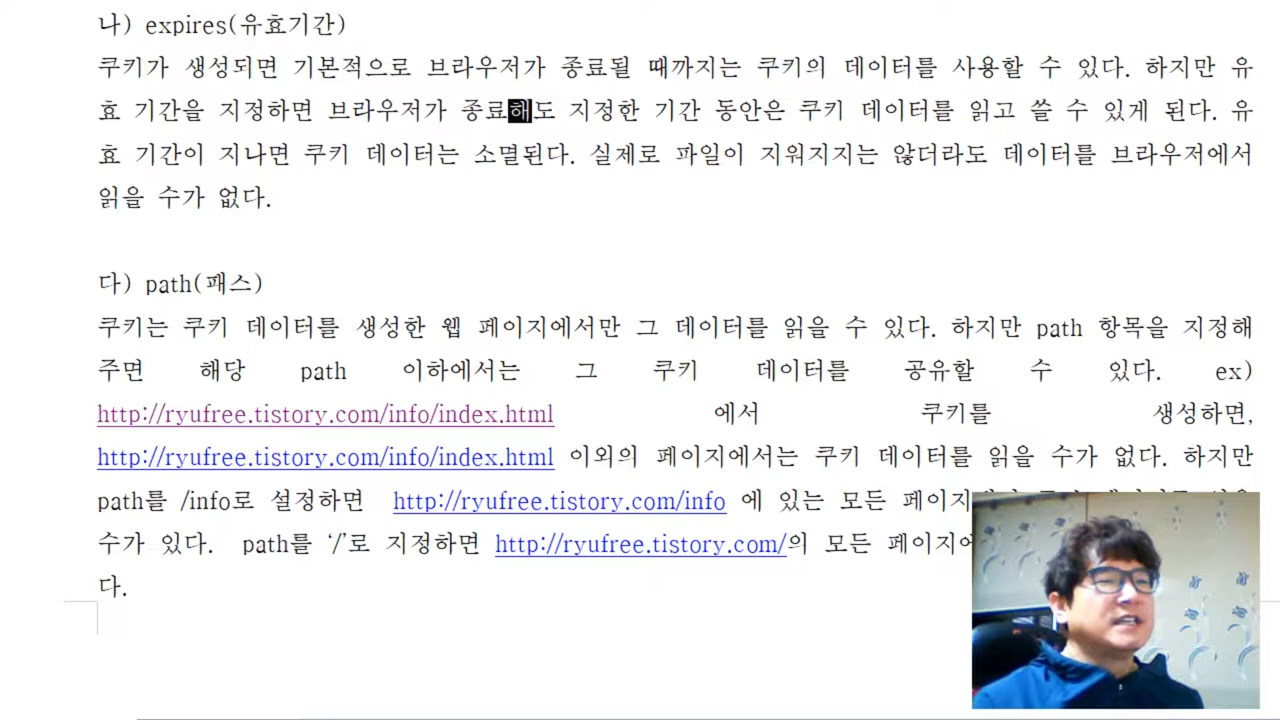 나) expires(유효기간)
쿠키가 생성되면 기본적으로 브라우저가 종료될 때까지는 쿠키의 데이터를 사용할 수 있다. 하지만 유
효 기간을 지정하면 브라우저가 종료해도 지정한 기간 동안은 쿠키 데이터를 읽고 쓸 수 있게 된다. 유
효 기간이 지나면 쿠키 데이터는 소멸된다. 실제로 파일이 지워지지는 않더라도 데이터를 브라우저에서
읽을 수가 없다.
다) path(패스)
쿠키는 쿠키 데이터를 생성한 웹 페이지에서만 그 데이터를 읽을 수 있다. 하지만 path 항목을 지정해
주면 해당 path 이하에서는 그 쿠키 데이터를 공유할 수 있다. ex)
http://ryufree.tistory.com/info/index.html 에서 쿠키를 생성하면,
http://ryufree.tistory.com/info/index.html 이외의 페이지에서는 쿠키 데이터를 읽을 수가 없다. 하지만
path를 /info로 설정하면 http://ryufree.tistory.com/info 에 있는 모든
수가 있다. path를 '/'로 지정하면 http://ryufree.tistory.com/의 모든 페이지에
다.